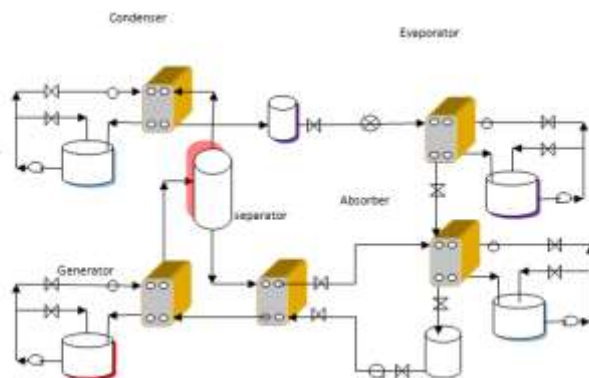 Condenser
Evaporator
Absorber
separator
Generator